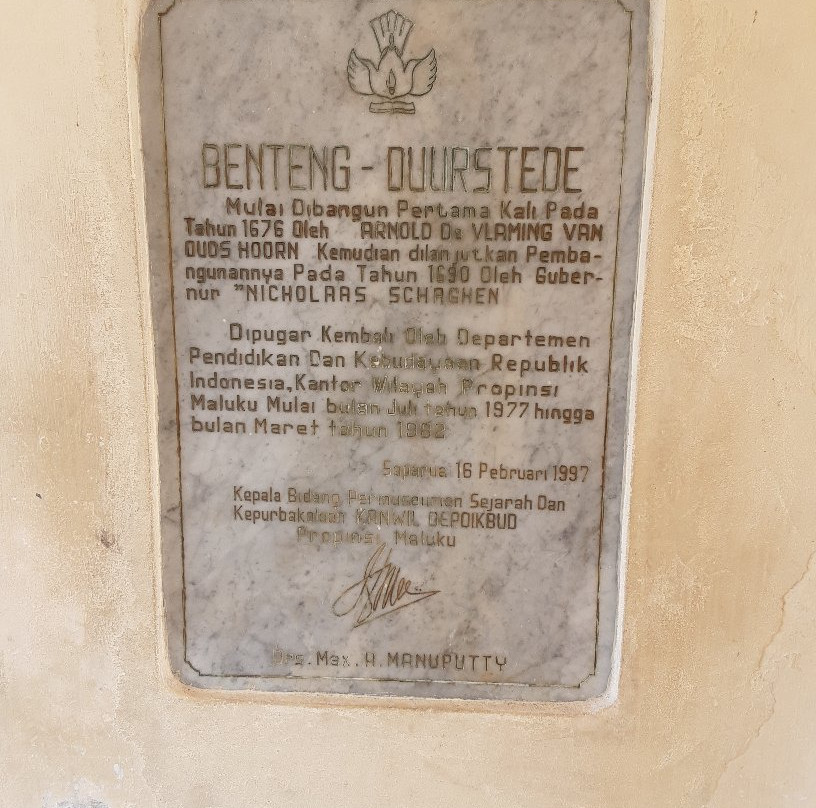 BENTENG - DUURSTEDE
Mulai Dibangun Pertama Kali Pada
Tahun 1676 Oleh ARNOLD De VLAMING VAN
OUDS HOORN Kemudian dilanjutkan Pemba-
ngunannya Pada Tahun 1690 Oleh Guber-
nur "NICHOLAAS SCHAGHEN
Dipugar Kembali Oleh Departemen
Pendidikan Dan Kebudayaan Republik
Indonesia, Kantor Wilayah Propinsi
Maluku Mulai bulan Juli tahun 1977 hingga
bulan Maret tahun 1982
Saparua 16 Pebruari 1997
Kepala Bidang Permuseuman Sejarah Dan
Kepurbakalaan KANWIL DEPDIKBUD
Propinsi Maluku
Drs. Max. H. MANUPUTTY